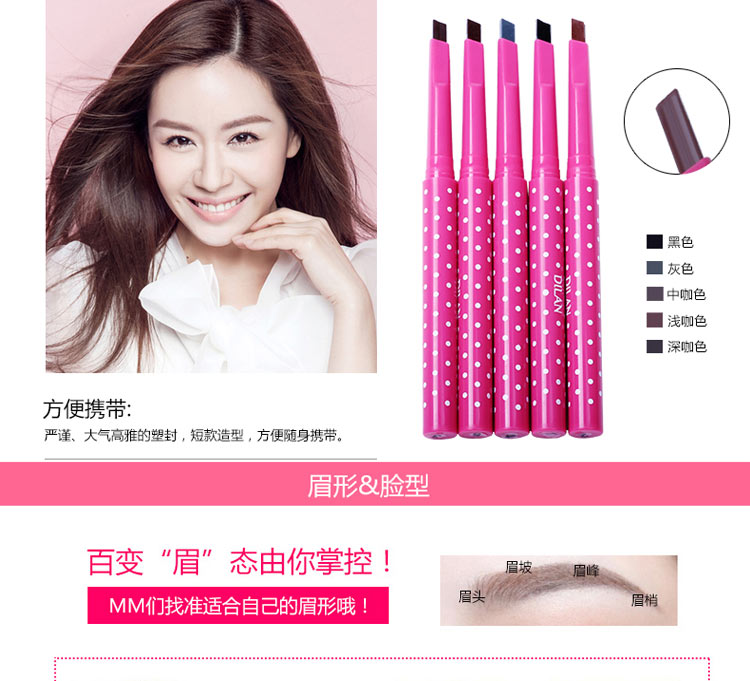 黑色
灰色
中咖色
浅咖色
深咖色
DILAN
DILAN
方便携带:
严谨、大气高雅的塑封，短款造型，方便随身携带。
眉形&脸型
百变“眉”态由你掌控！
MM们找准适合自己的眉形哦！
眉头
眉坡
眉峰
眉梢